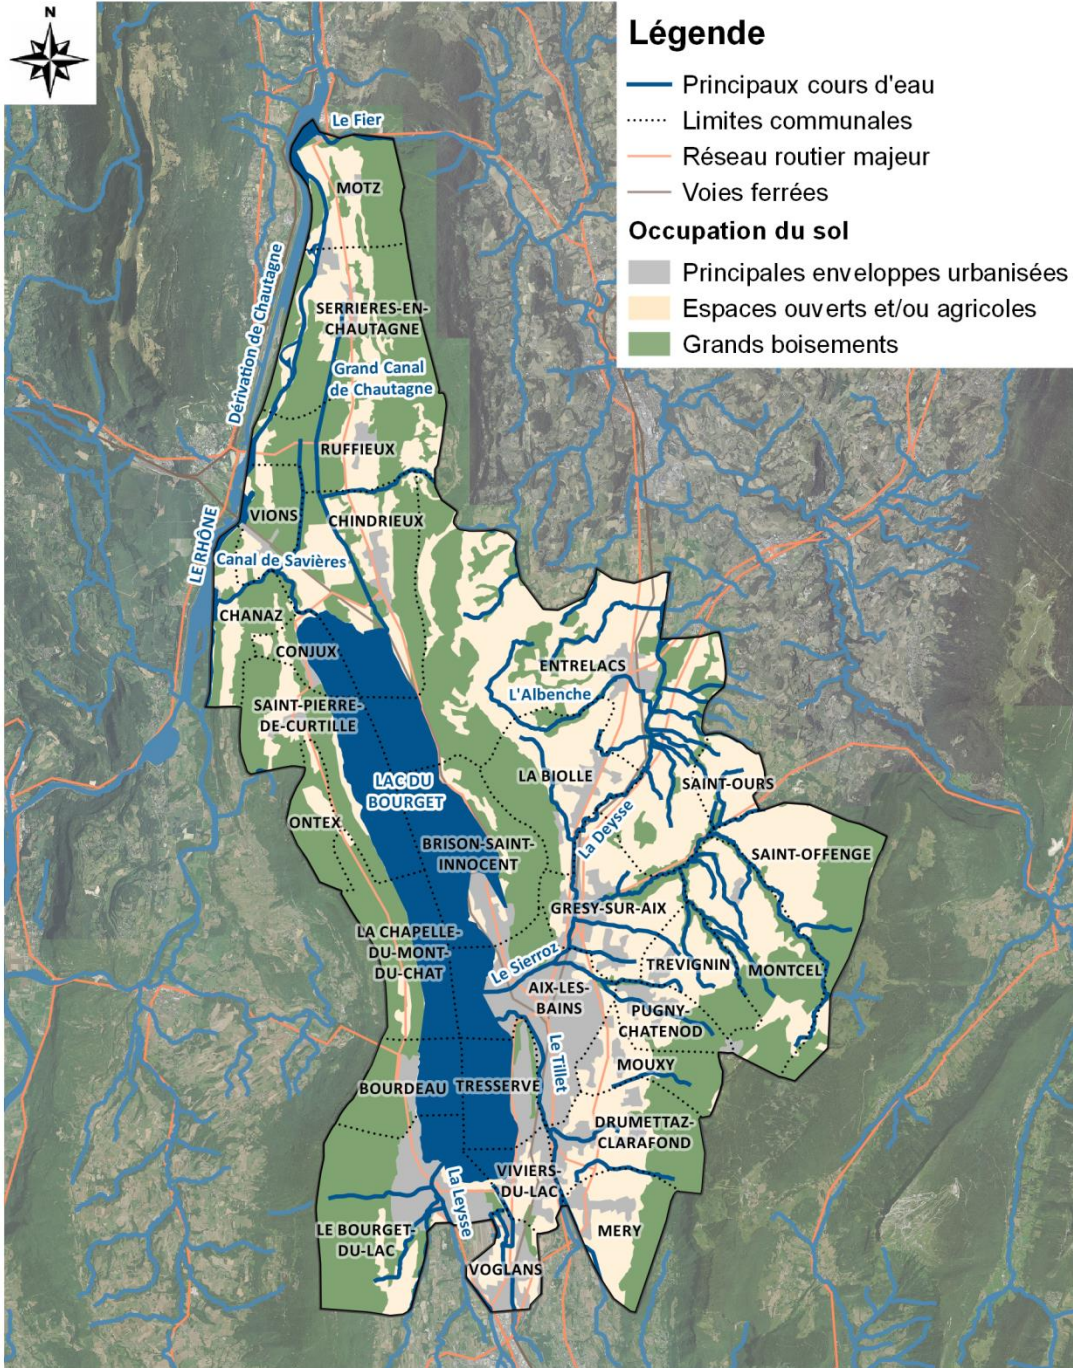 N
Légende
Principaux cours d'eau
Limites communales
Réseau routier majeur
Voies ferrées
Occupation du sol
Principales enveloppes urbanisées
Espaces ouverts et/ou agricoles
Grands boisements
Le Fier
MOTZ
Dérivation de Chautagne
SERRIERES-EN-
CHAUTAGNE
Grand Canal
de Chautagne
RUFFIEUX
VIONS
CHINDRIEUX
LE RHÔNE
Canal de Savières
CHANAZ
CONJUX
ENTRELACS
L'Albenche
SAINT-PIERRE-
DE-CURTILLE
LAC DU
BOURGET
LA BIOLLE
SAINT-OURS
La Deysse
ONTEX
BRISON-SAINT-
INNOCENT
SAINT-OFFENGE
GRESY-SUR-AIX
LA CHAPELLE-
DU-MONT-
DU-CHAT
Le Sierroz
TREVIGNIN
MONTCEL
AIX-LES-
BAINS
PUGNY-
CHATENOD
Le Tillet
MOUXY
BOURDEAU
TRESSERVE
DRUMETTAZ-
CLARAFOND
VIVIERS-
DU-LAC
La Leysse
LE BOURGET-
DU-LAC
MERY
VOGLANS